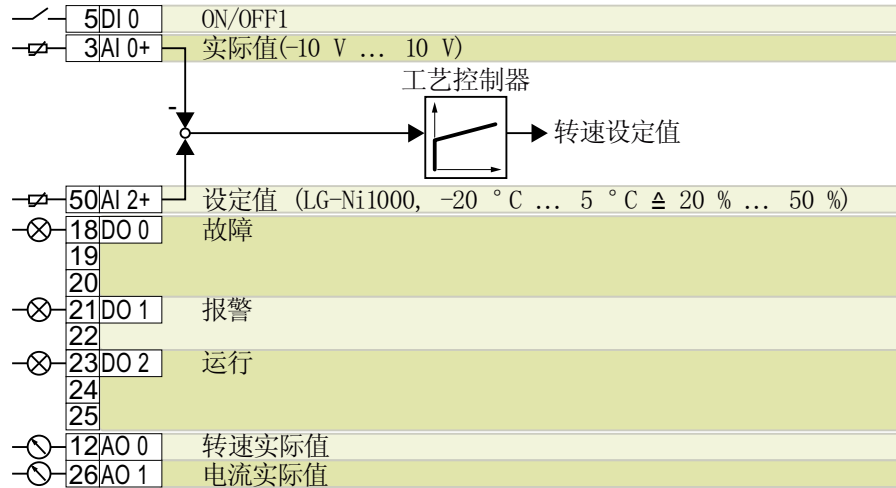 5 DI 0 ON/OFF1
3 AI 0+ 实际值(-10 V ... 10 V)
工艺控制器
-
转速设定值
50 AI 2+ 设定值 (LG-Ni1000, -20 °C ... 5 °C ≙ 20 % ... 50 %)
18 DO 0 故障
19
20
21 DO 1 报警
22
23 DO 2 运行
24
25
12 AO 0 转速实际值
26 AO 1 电流实际值